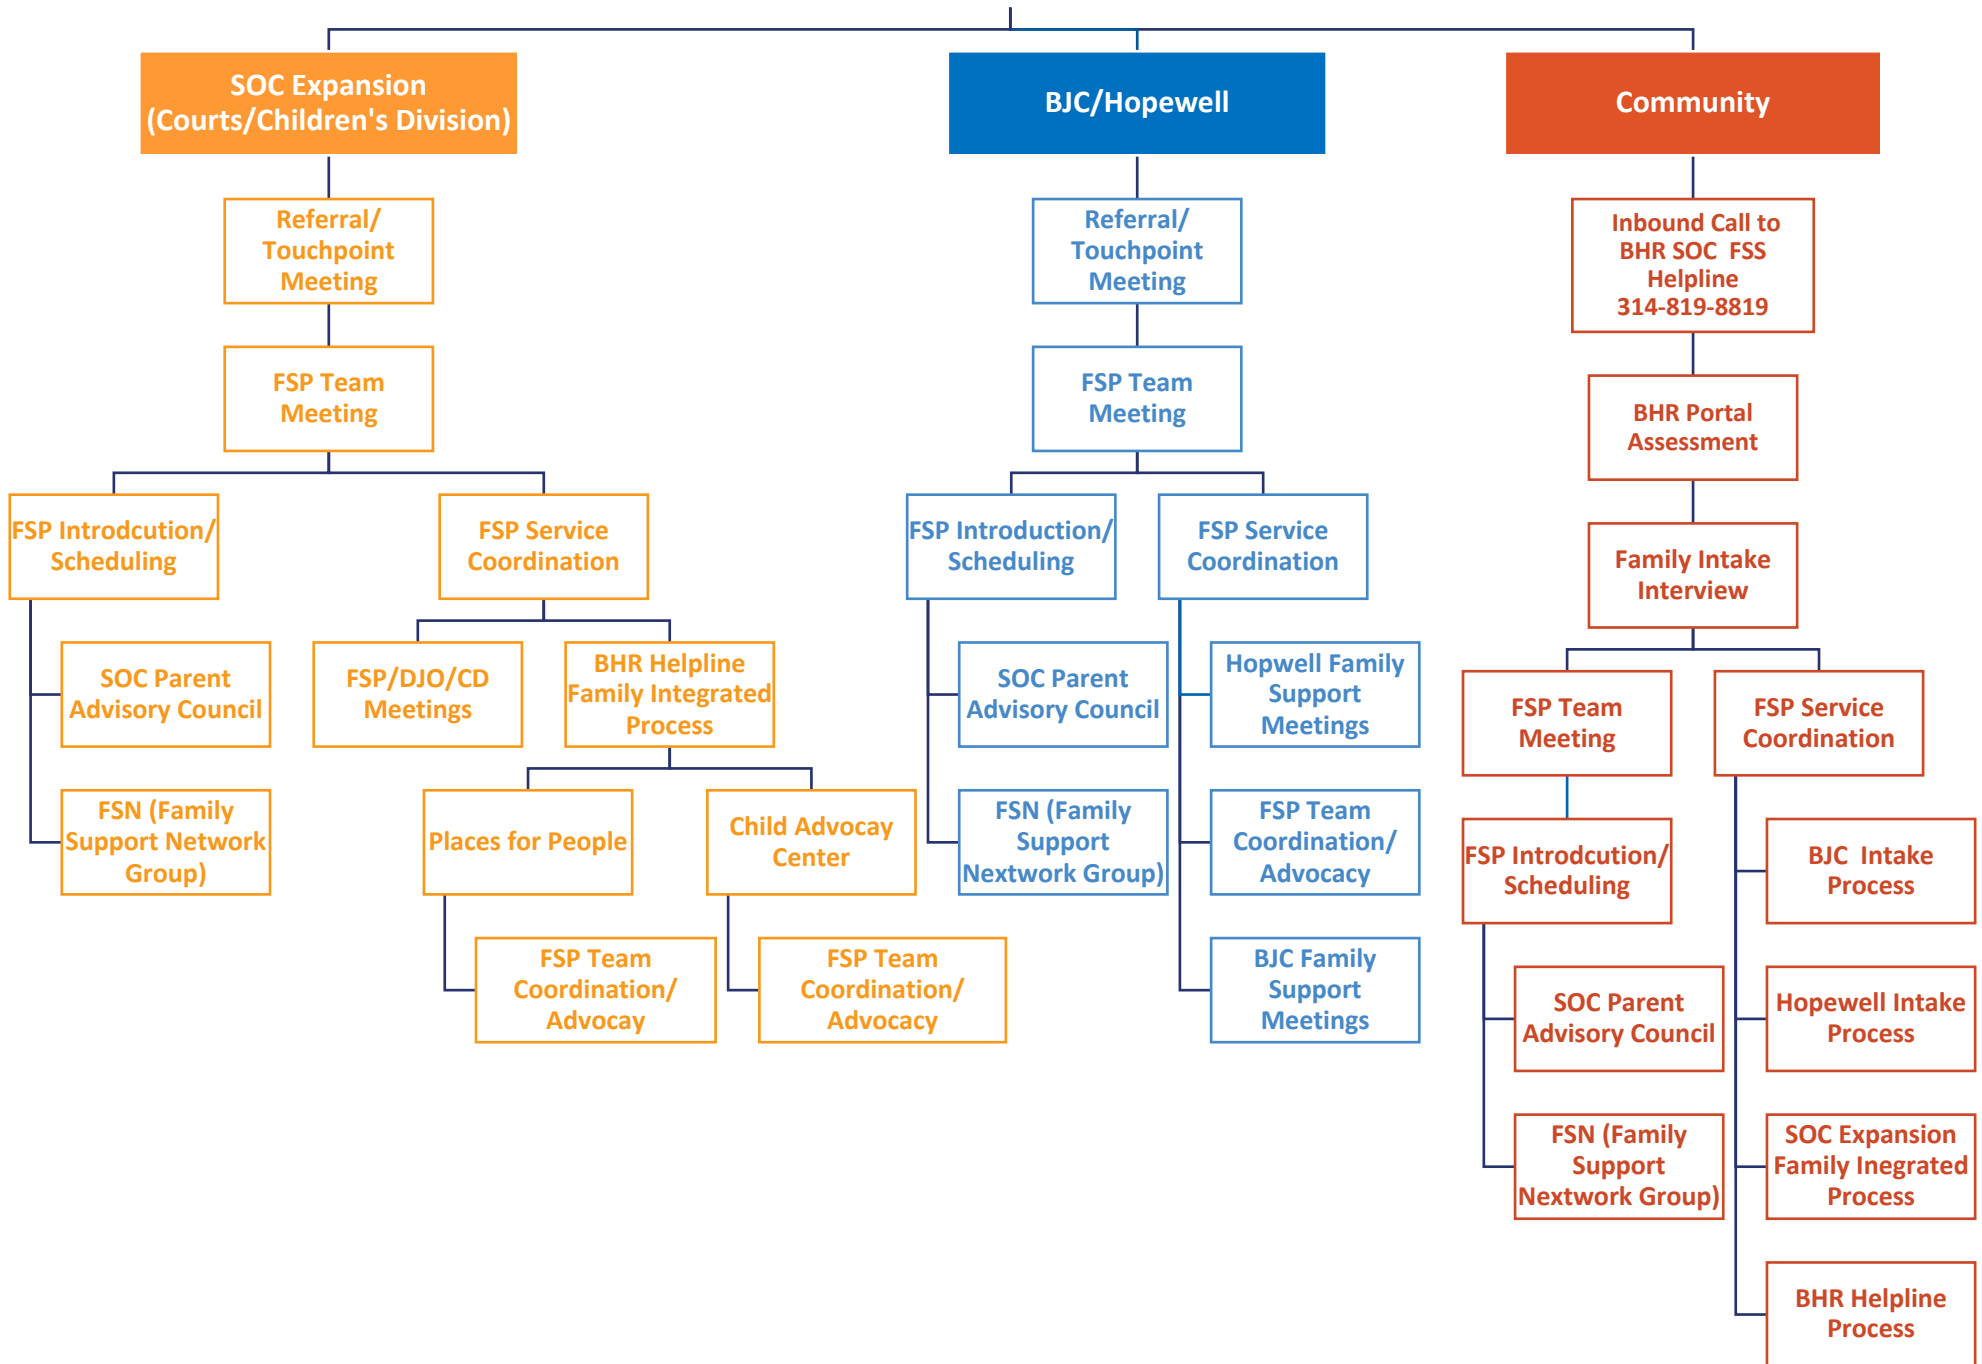 SOC Expansion
(Courts/Children's Division)
BJC/Hopewell
Community
Referral/
Touchpoint
Meeting
FSP Team
Meeting
FSP Introdcution/
Scheduling
SOC Parent
Advisory Council
FSN (Family
Support Network
Group)
FSP Service
Coordination
FSP/DJO/CD
Meetings
BHR Helpline
Family Integrated
Process
Places for People
FSP Team
Coordination/
Advocay
Child Advocay
Center
FSP Team
Coordination/
Advocacy
Referral/
Touchpoint
Meeting
FSP Team
Meeting
FSP Introduction/
Scheduling
SOC Parent
Advisory Council
FSN (Family
Support
Nextwork Group)
FSP Service
Coordination
Hopwell Family
Support
Meetings
FSP Team
Coordination/
Advocacy
BJC Family
Support
Meetings
Inbound Call to
BHR SOC  FSS
Helpline
314-819-8819
BHR Portal
Assessment
Family Intake
Interview
FSP Team
Meeting
FSP Introdcution/
Scheduling
SOC Parent
Advisory Council
FSN (Family
Support
Nextwork Group)
FSP Service
Coordination
BJC  Intake
Process
Hopewell Intake
Process
SOC Expansion
Family Inegrated
Process
BHR Helpline
Process